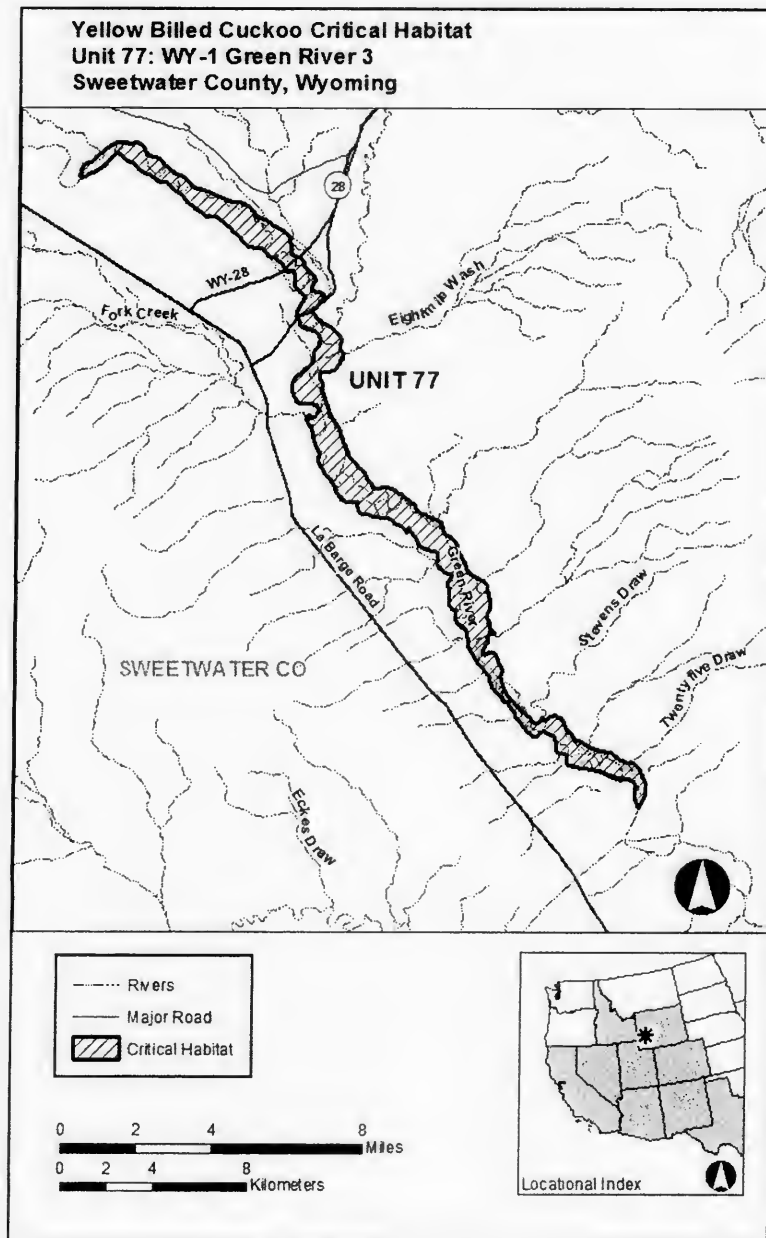 Yellow Billed Cuckoo Critical Habitat
Unit 77: WY-1 Green River 3
Sweetwater County, Wyoming
28
WY-28
Eightmile Wash
Fork Creek
UNIT 77
La Barge Road
Green River
Stevens Draw
SWEETWATER CO
Twenty five Draw
Eckes Draw
Rivers
Major Road
Critical Habitat
0 2 4 8
Miles
0 2 4 8
Kilometers
Locational Index